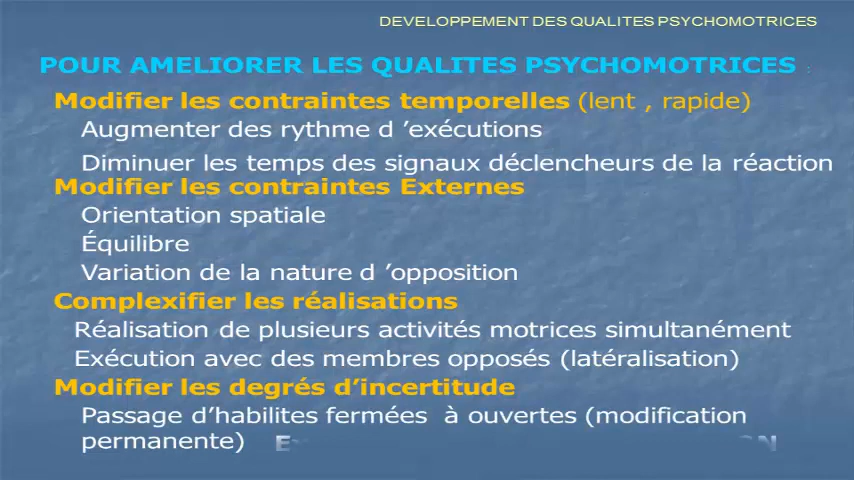 DEVELOPPEMENT DES QUALITES PSYCHOMOTRICES
POUR AMELIORER LES QUALITES PSYCHOMOTRICES :
Modifier les contraintes temporelles (lent , rapide)
Augmenter des rythme d ’exécutions
Diminuer les temps des signaux déclencheurs de la réaction
Modifier les contraintes Externes
Orientation spatiale
Équilibre
Variation de la nature d ’opposition
Complexifier les réalisations
Réalisation de plusieurs activités motrices simultanément
Exécution avec des membres opposés (latéralisation)
Modifier les degrés d’incertitude
Passage d’habilites fermées à ouvertes (modification
permanente)